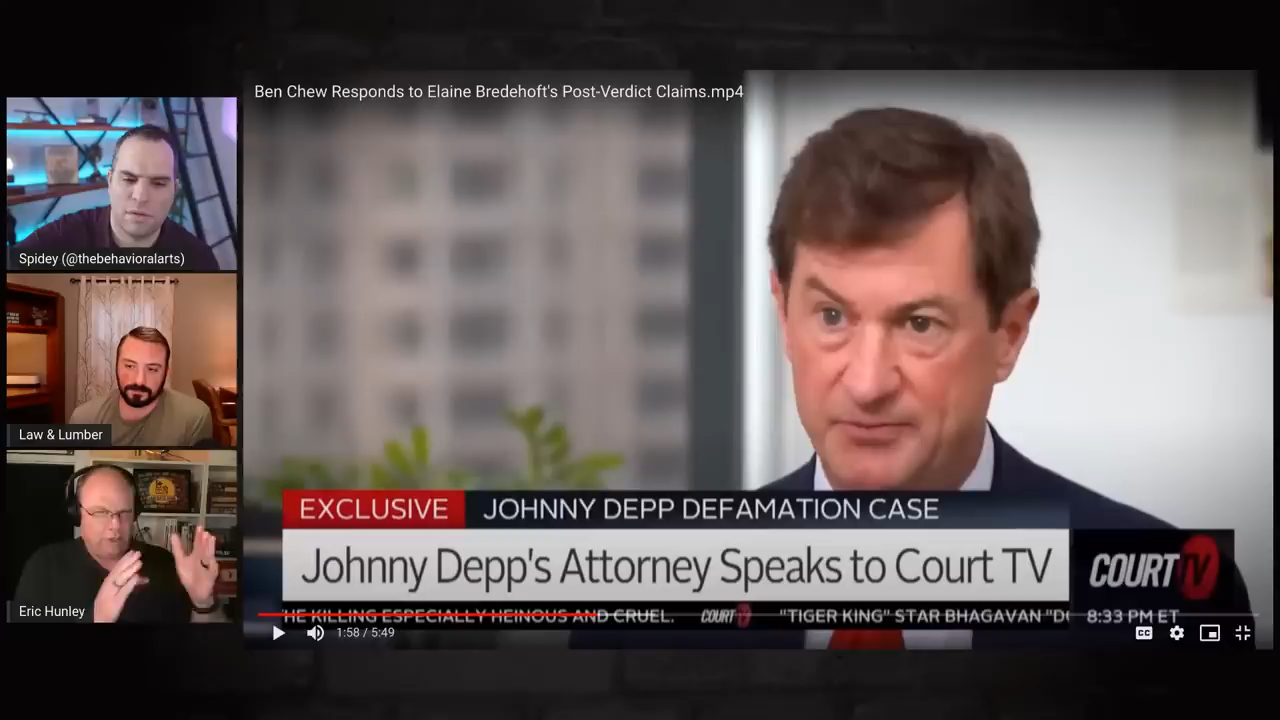 Ben Chew Responds to Elaine Bredehoft's Post-Verdict Claims.mp4
Spidey (@thebehavioralarts)
Law & Lumber
Eric Hunley
EXCLUSIVE JOHNNY DEPP DEFAMATION CASE
Johnny Depp's Attorney Speaks to Court TV
COURT TV
HE KILLING ESPECIALLY HEINOUS AND CRUEL. COURT TV "TIGER KING" STAR BHAGAVAN "D 8:33 PM ET
1:58 / 5:49
CC